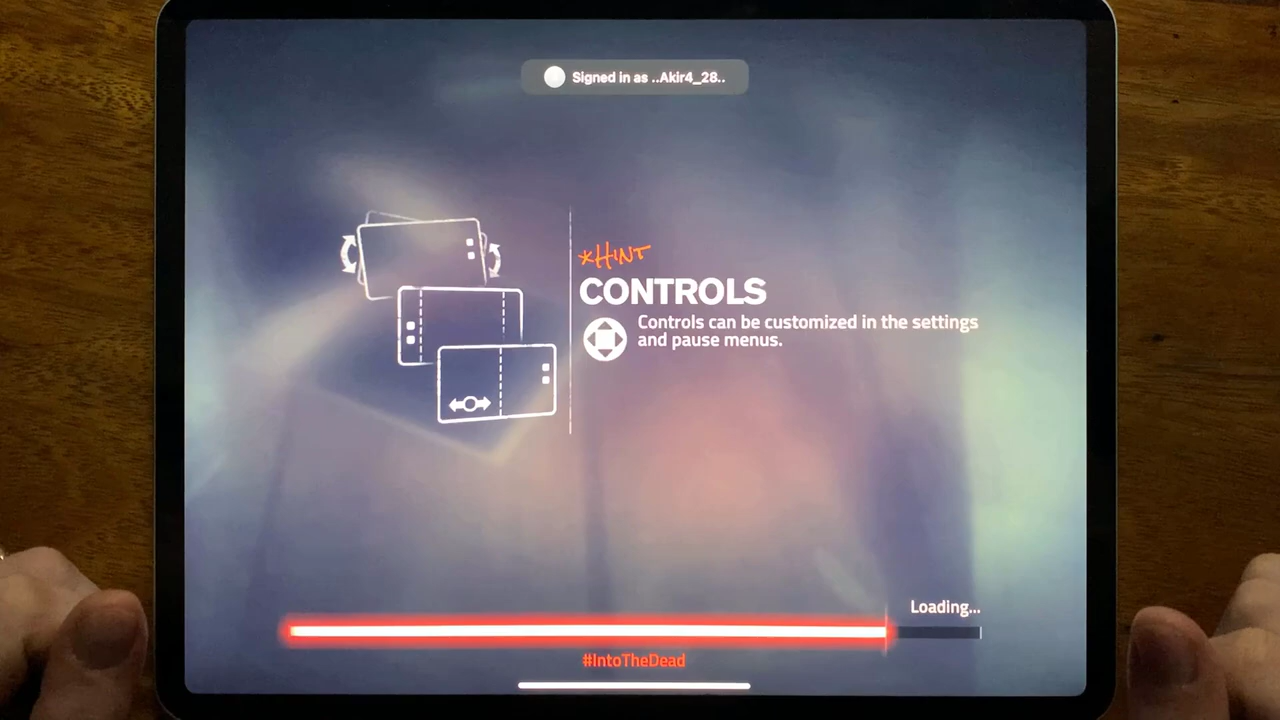 Signed in as ..Akir4_28..
*HINT
CONTROLS
Controls can be customized in the settings
and pause menus.
Loading...
#IntoTheDead